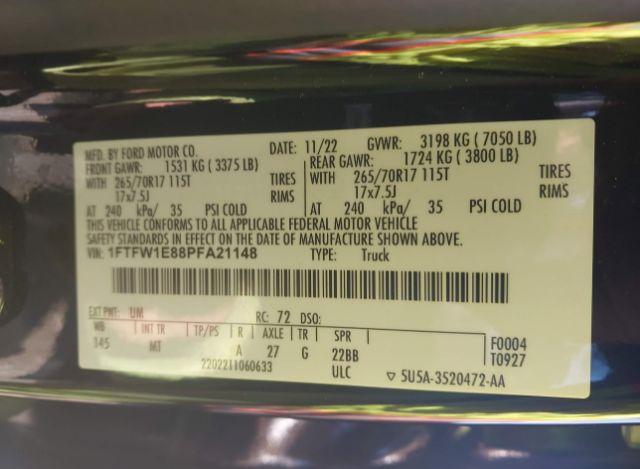 MFD. BY FORD MOTOR CO. DATE: 11/22 GVWR: 3198 KG ( 7050 LB)
FRONT GAWR: 1531 KG ( 3375 LB) REAR GAWR: 1724 KG ( 3800 LB)
WITH 265/70R17 115T TIRES WITH 265/70R17 115T TIRES
17x7.5J RIMS 17x7.5J RIMS
AT 240 kPa/ 35 PSI COLD AT 240 kPa/ 35 PSI COLD
THIS VEHICLE CONFORMS TO ALL APPLICABLE FEDERAL MOTOR VEHICLE
SAFETY STANDARDS IN EFFECT ON THE DATE OF MANUFACTURE SHOWN ABOVE.
VIN: 1FTFW1E88PFA21148 TYPE: Truck
EXT PNT: UM RC: 72 DSO:
WB INT TR TP/PS R AXLE TR SPR F0004
145 MT A 27 G 22BB T0927
2202211060633 ULC ▽ 5U5A-3520472-AA